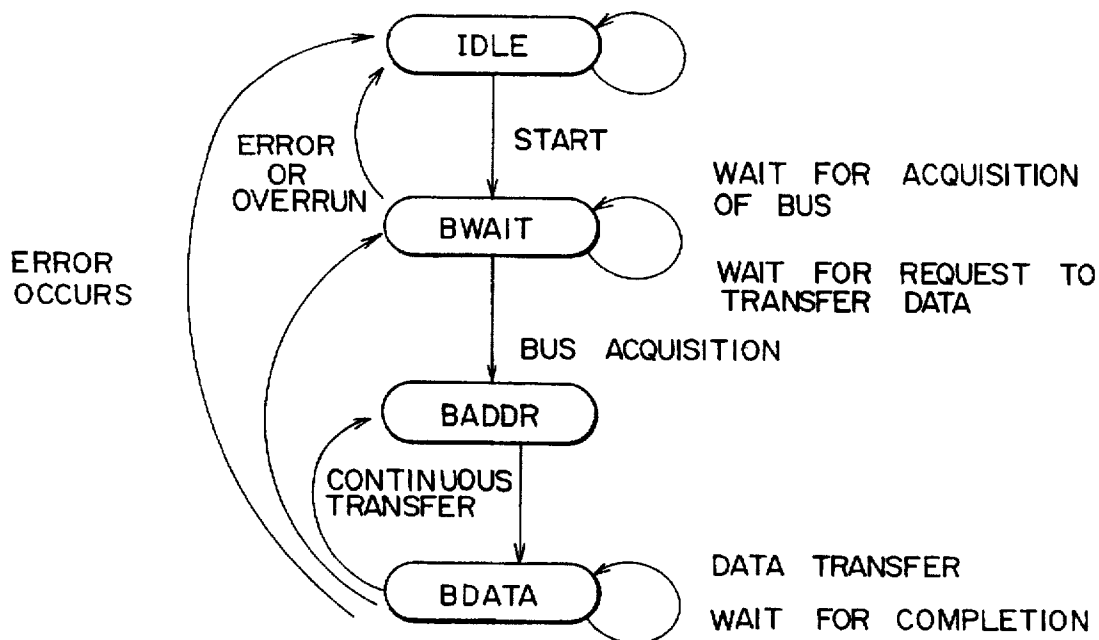 IDLE
START
ERROR
OR
OVERRUN
BWAIT
WAIT FOR ACQUISITION
OF BUS
WAIT FOR REQUEST TO
TRANSFER DATA
ERROR
OCCURS
BUS ACQUISITION
BADDR
CONTINUOUS
TRANSFER
BDATA
DATA TRANSFER
WAIT FOR COMPLETION